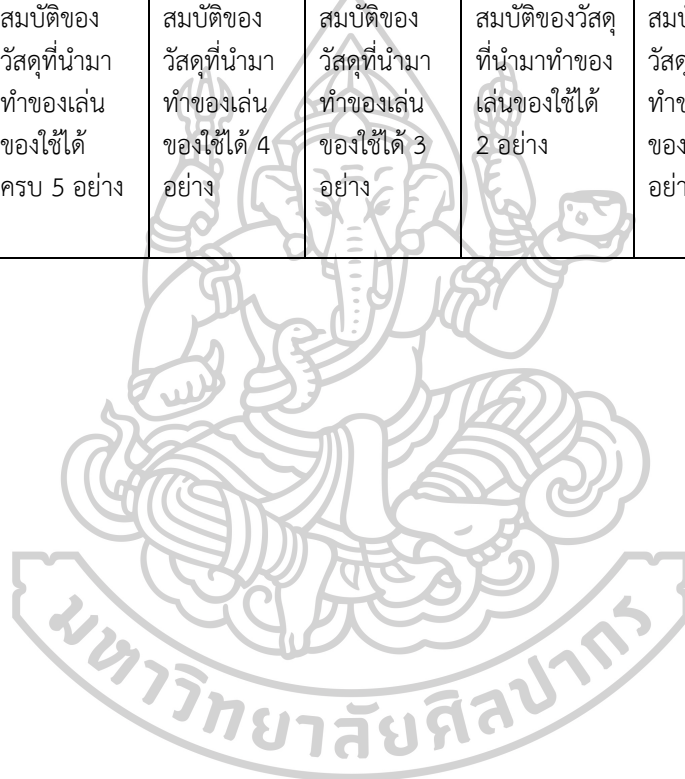 สมบัติของ
วัสดุที่นำมา
ทำของเล่น
ของใช้ได้
ครบ 5 อย่าง
สมบัติของ
วัสดุที่นำมา
ทำของเล่น
ของใช้ได้ 4
อย่าง
สมบัติของ
วัสดุที่นำมา
ทำของเล่น
ของใช้ได้ 3
อย่าง
สมบัติของวัสดุ
ที่นำมาทำของ
เล่นของใช้ได้
2 อย่าง
มหาวิทยาลัยศิลปากร